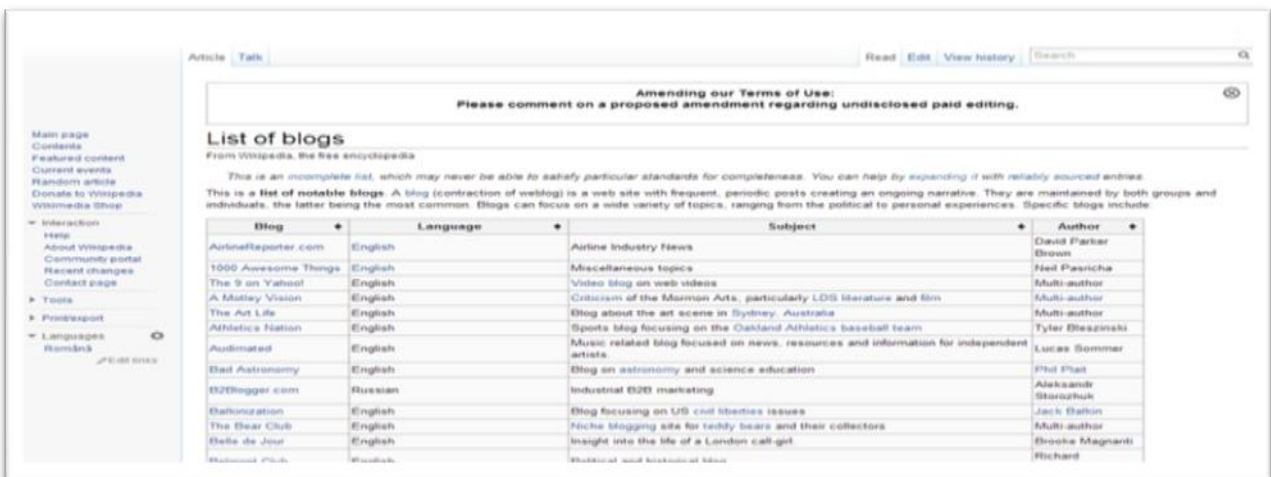 Article Talk
Read Edit View history Search
Amending our Terms of Use:
Please comment on a proposed amendment regarding undisclosed paid editing.
Main page
Contents
Featured content
Current events
Random article
Donate to Wikipedia
Wikimedia Shop
Interaction
Help
About Wikipedia
Community portal
Recent changes
Contact page
Tools
Print/export
Languages
Română
Edit links
List of blogs
From Wikipedia, the free encyclopedia
This is an incomplete list, which may never be able to satisfy particular standards for completeness. You can help by expanding it with reliably sourced entries.
This is a list of notable blogs. A blog (contraction of weblog) is a web site with frequent, periodic posts creating an ongoing narrative. They are maintained by both groups and
individuals, the latter being the most common. Blogs can focus on a wide variety of topics, ranging from the political to personal experiences. Specific blogs include:
Blog Language Subject Author
AirlineReporter.com English Airline Industry News David Parker
Brown
1000 Awesome Things English Miscellaneous topics Neil Pasricha
The 9 on Yahoo! English Video blog on web videos Multi-author
A Motley Vision English Criticism of the Mormon Arts, particularly LDS literature and film Multi-author
The Art Life English Blog about the art scene in Sydney, Australia Multi-author
Athletics Nation English Sports blog focusing on the Oakland Athletics baseball team Tyler Bleszinski
Audimated English Music related blog focused on news, resources and information for independent
artists. Lucas Sommer
Bad Astronomy English Blog on astronomy and science education Phil Plait
B2Blogger.com Russian Industrial B2B marketing Aleksandr
Storozhuk
Balkinization English Blog focusing on US civil liberties issues Jack Balkin
The Bear Club English Niche blogging site for teddy bears and their collectors Multi-author
Belle de Jour English Insight into the life of a London call-girl. Brooke Magnanti
Belmont Club English Political and historical blog Richard